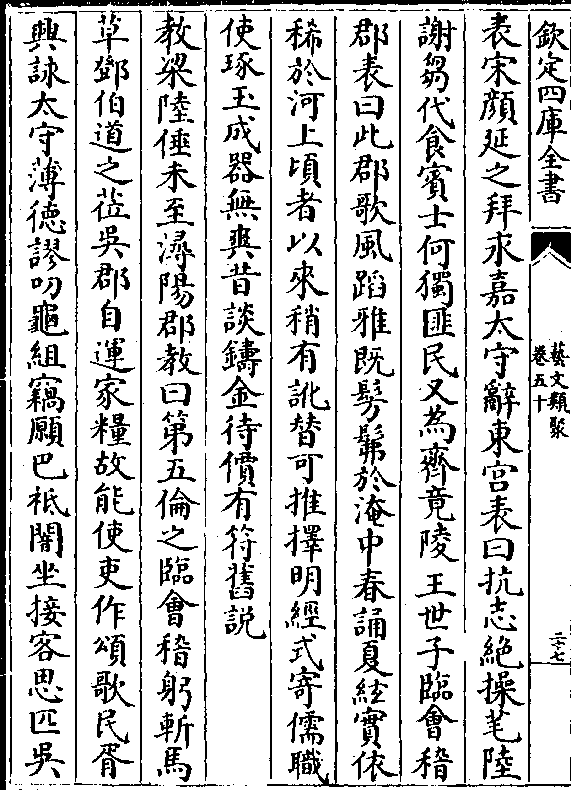 欽定四庫全書
藝文類聚
卷五十
二十七
表宋顔延之拜永嘉太守辭東宫表曰抗志絶操芼陸
謝芻代食賓士何獨匪民又為齊竟陵王世子臨會稽
郡表曰此郡歌風蹈雅既髣髴於淹中春誦夏絃實依
稀於河上頃者以來稍有訛替可推擇明經式寄儒職
使琢玉成器無爽昔談鑄金待價有符舊説
教梁陸倕未至潯陽郡教曰第五倫之臨會稽躬斬馬
草鄧伯道之莅吳郡自運家糧故能使吏作頌歌民胥
興詠太守薄德謬叨龜組竊願巴祗闇坐接客思匹吳